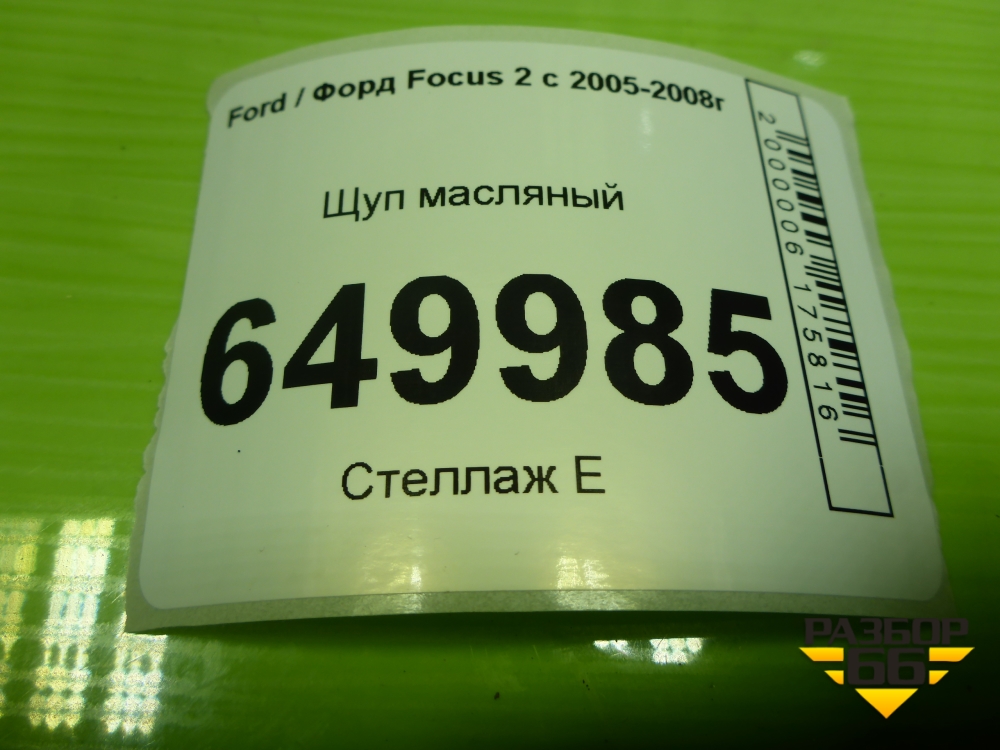 Ford / Форд Focus 2 с 2005-2008г
Щуп масляный
649985
Стеллаж Е
2000006175816
РАЗБОР
66